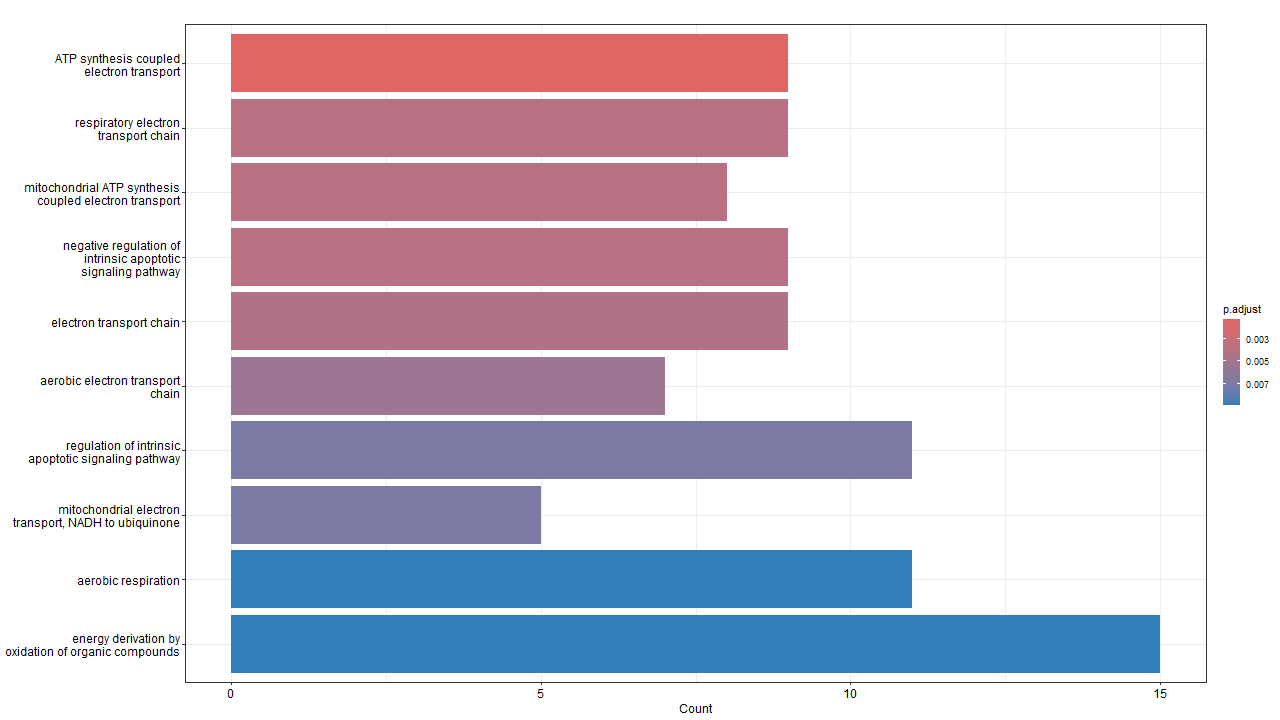 ATP synthesis coupled
electron transport
respiratory electron
transport chain
mitochondrial ATP synthesis
coupled electron transport
negative regulation of
intrinsic apoptotic
signaling pathway
electron transport chain
aerobic electron transport
chain
regulation of intrinsic
apoptotic signaling pathway
mitochondrial electron
transport, NADH to ubiquinone
aerobic respiration
energy derivation by
oxidation of organic compounds
0 5 10 15
Count
p.adjust
0.003
0.005
0.007